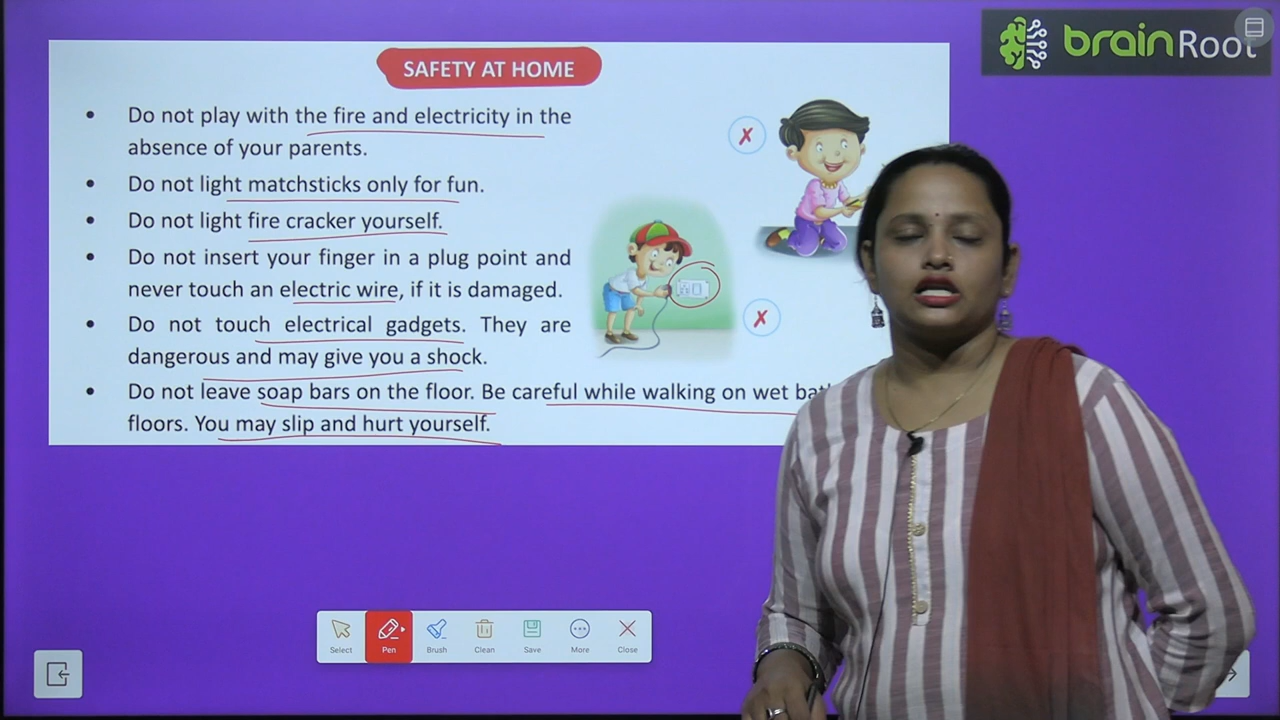 brainRoot
SAFETY AT HOME
• Do not play with the fire and electricity in the
absence of your parents.
• Do not light matchsticks only for fun.
• Do not light fire cracker yourself.
• Do not insert your finger in a plug point and
never touch an electric wire, if it is damaged.
• Do not touch electrical gadgets. They are
dangerous and may give you a shock.
• Do not leave soap bars on the floor. Be careful while walking on wet
floors. You may slip and hurt yourself.
Select Pen Brush Clean Save More Close